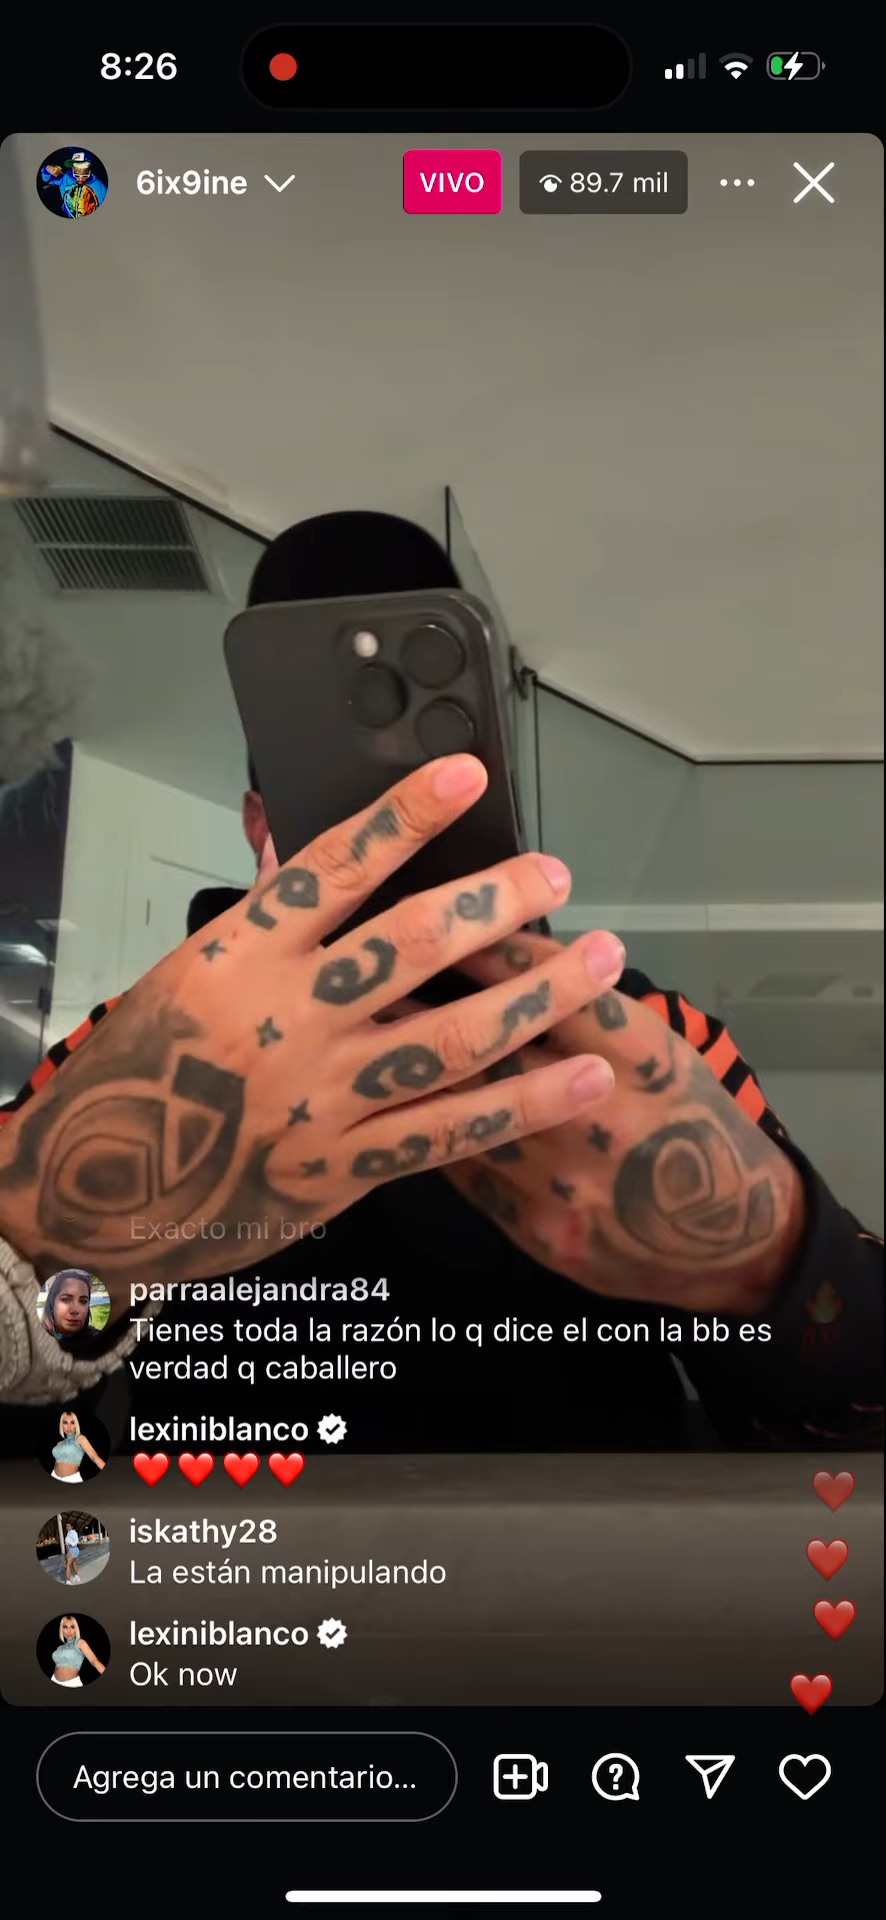 8:26
6ix9ine
VIVO
89.7 mil
Exacto mi bro
parraalejandra84
Tienes toda la razón lo q dice el con la bb es
verdad q caballero
lexiniblanco
❤️❤️❤️❤️
iskathy28
La están manipulando
lexiniblanco
Ok now
Agrega un comentario...